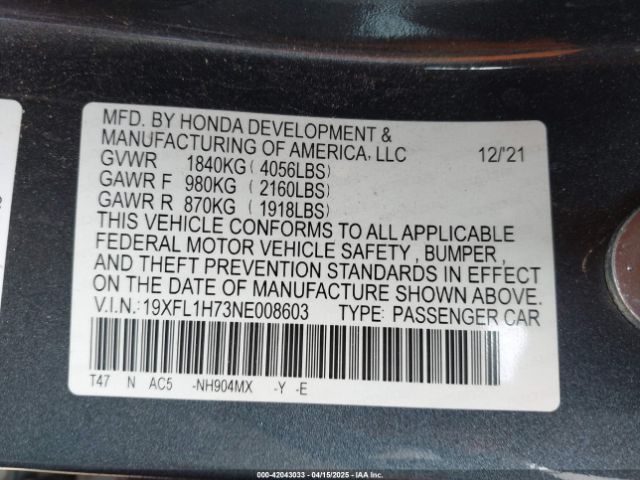 MFD. BY HONDA DEVELOPMENT &
MANUFACTURING OF AMERICA, LLC 12/'21
GVWR 1840KG ( 4056LBS)
GAWR F 980KG ( 2160LBS)
GAWR R 870KG ( 1918LBS)
THIS VEHICLE CONFORMS TO ALL APPLICABLE
FEDERAL MOTOR VEHICLE SAFETY , BUMPER ,
AND THEFT PREVENTION STANDARDS IN EFFECT
ON THE DATE OF MANUFACTURE SHOWN ABOVE.
V.I.N.: 19XFL1H73NE008603 TYPE: PASSENGER CAR
T47 N AC5 -NH904MX -Y -E
000-42043033 - 04/15/2025 - IAA Inc.